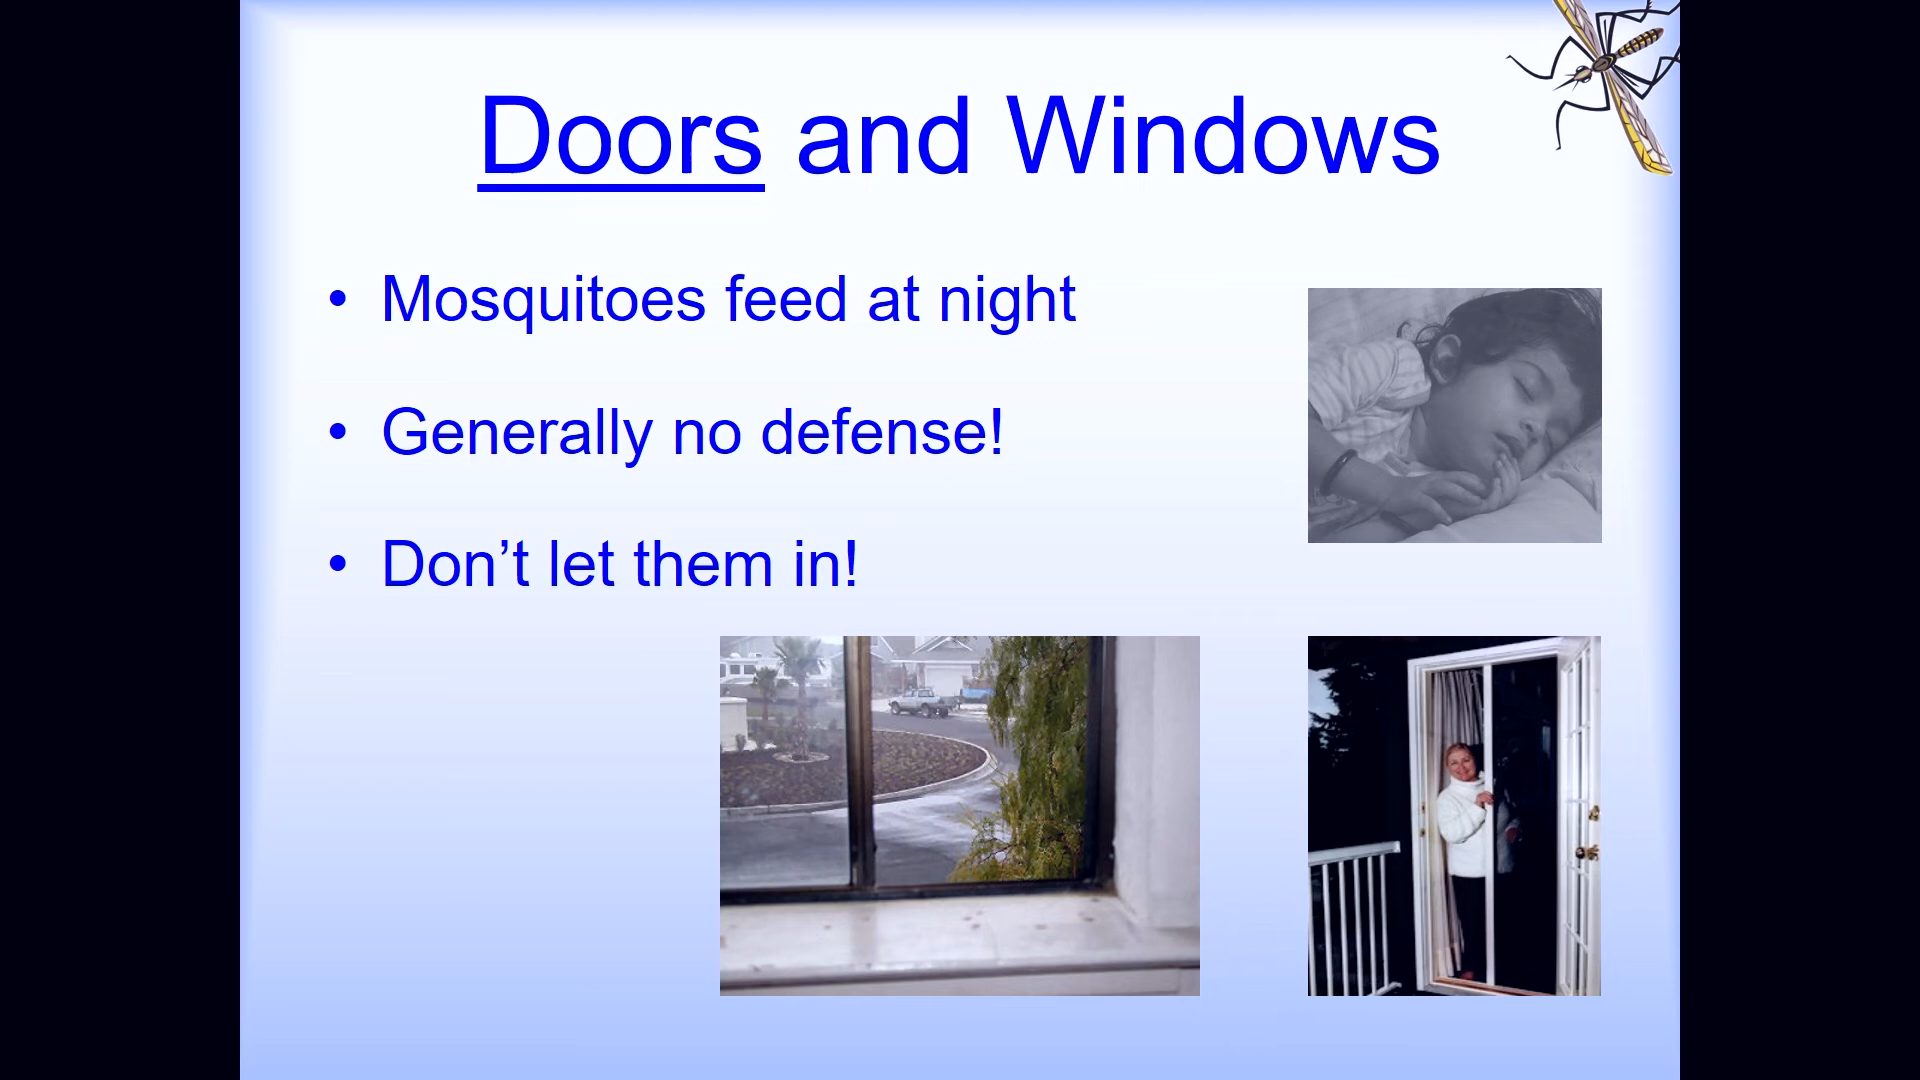 Doors and Windows
• Mosquitoes feed at night
• Generally no defense!
• Don’t let them in!